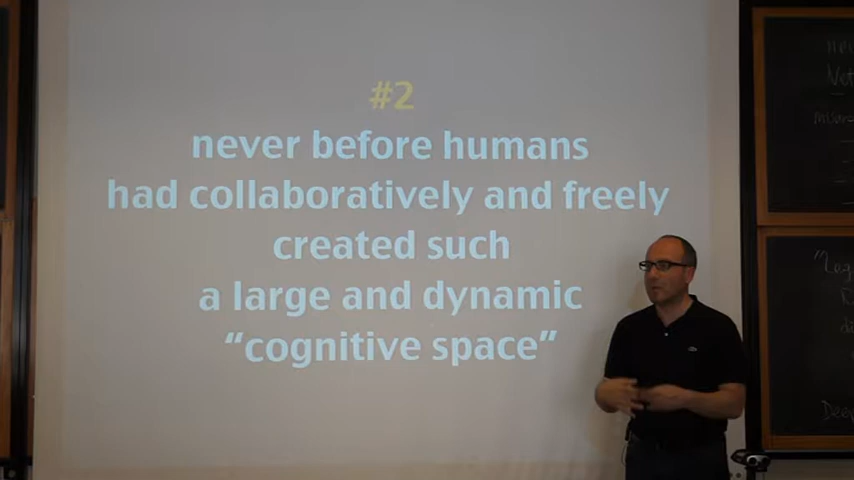 #2
never before humans
had collaboratively and freely
created such
a large and dynamic
“cognitive space”